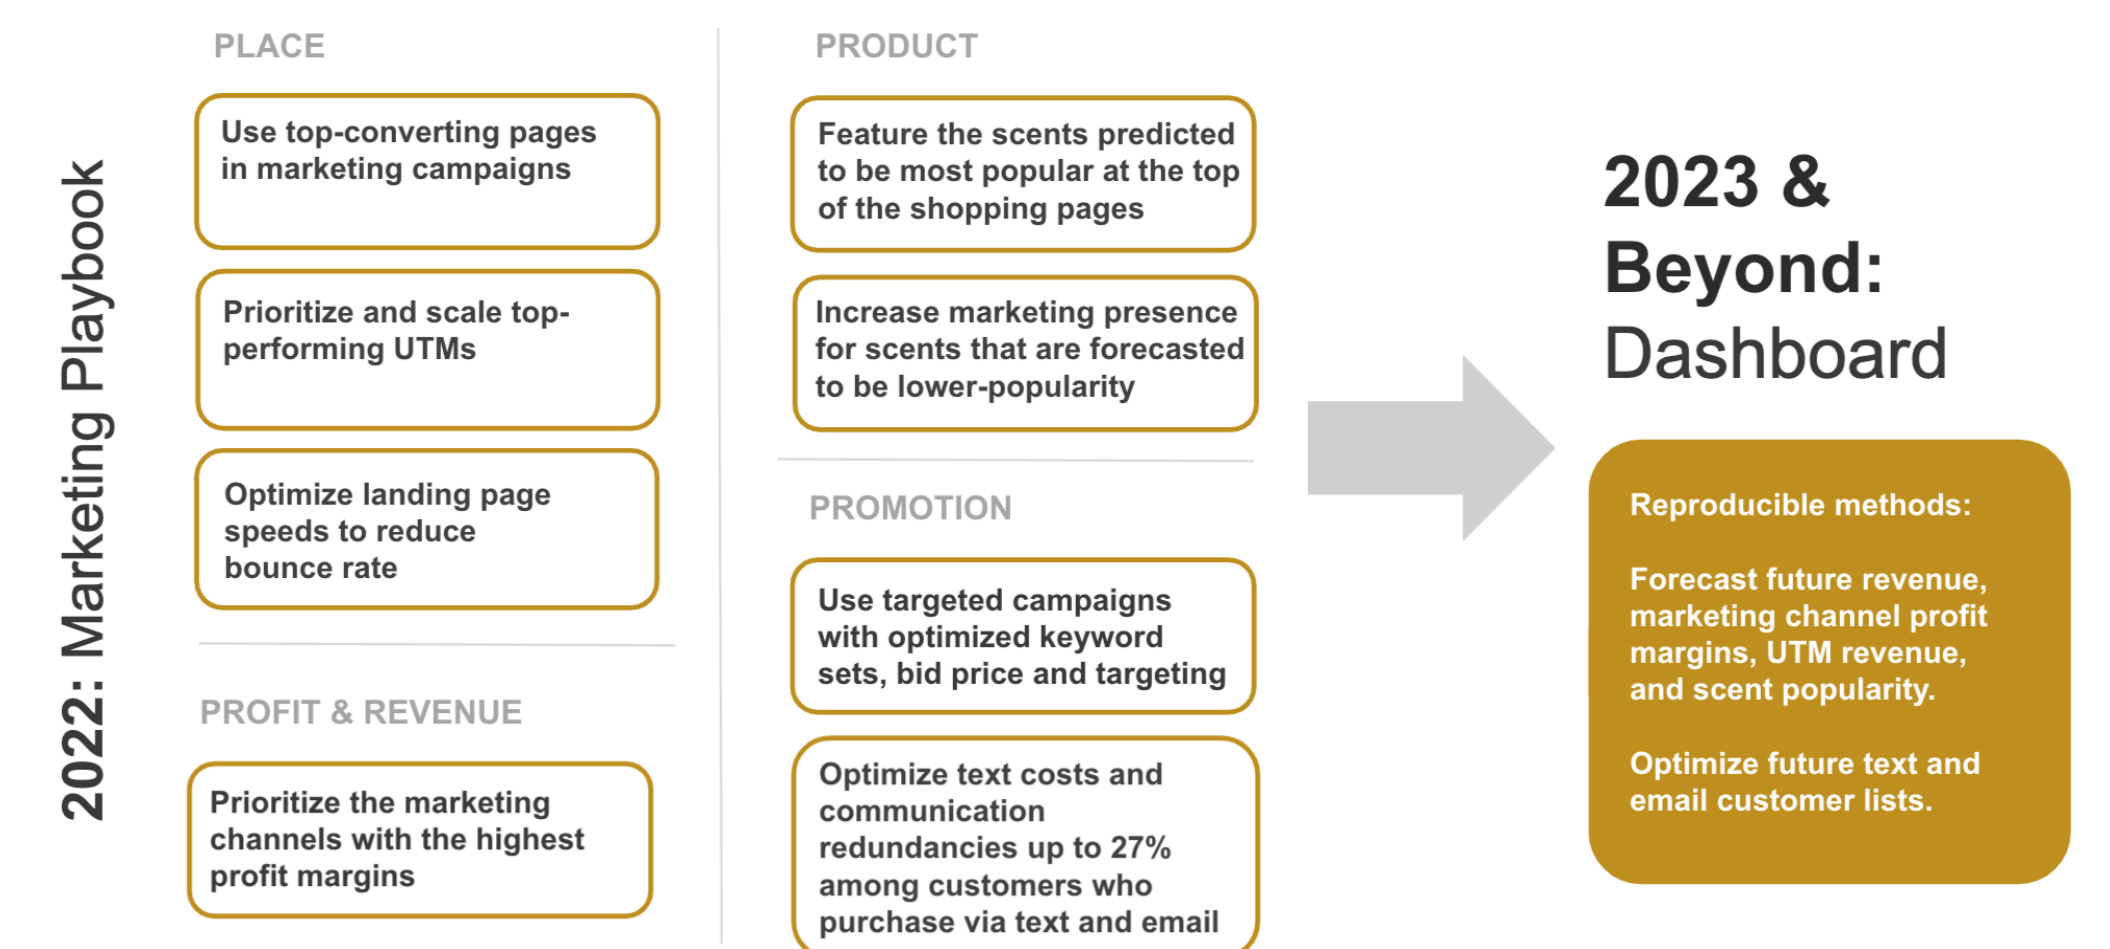 2022: Marketing Playbook
PLACE
Use top-converting pages
in marketing campaigns
Prioritize and scale top-
performing UTMs
Optimize landing page
speeds to reduce
bounce rate
PROFIT & REVENUE
Prioritize the marketing
channels with the highest
profit margins
PRODUCT
Feature the scents predicted
to be most popular at the top
of the shopping pages
Increase marketing presence
for scents that are forecasted
to be lower-popularity
PROMOTION
Use targeted campaigns
with optimized keyword
sets, bid price and targeting
Optimize text costs and
communication
redundancies up to 27%
among customers who
purchase via text and email
2023 &
Beyond:
Dashboard
Reproducible methods:
Forecast future revenue,
marketing channel profit
margins, UTM revenue,
and scent popularity.
Optimize future text and
email customer lists.